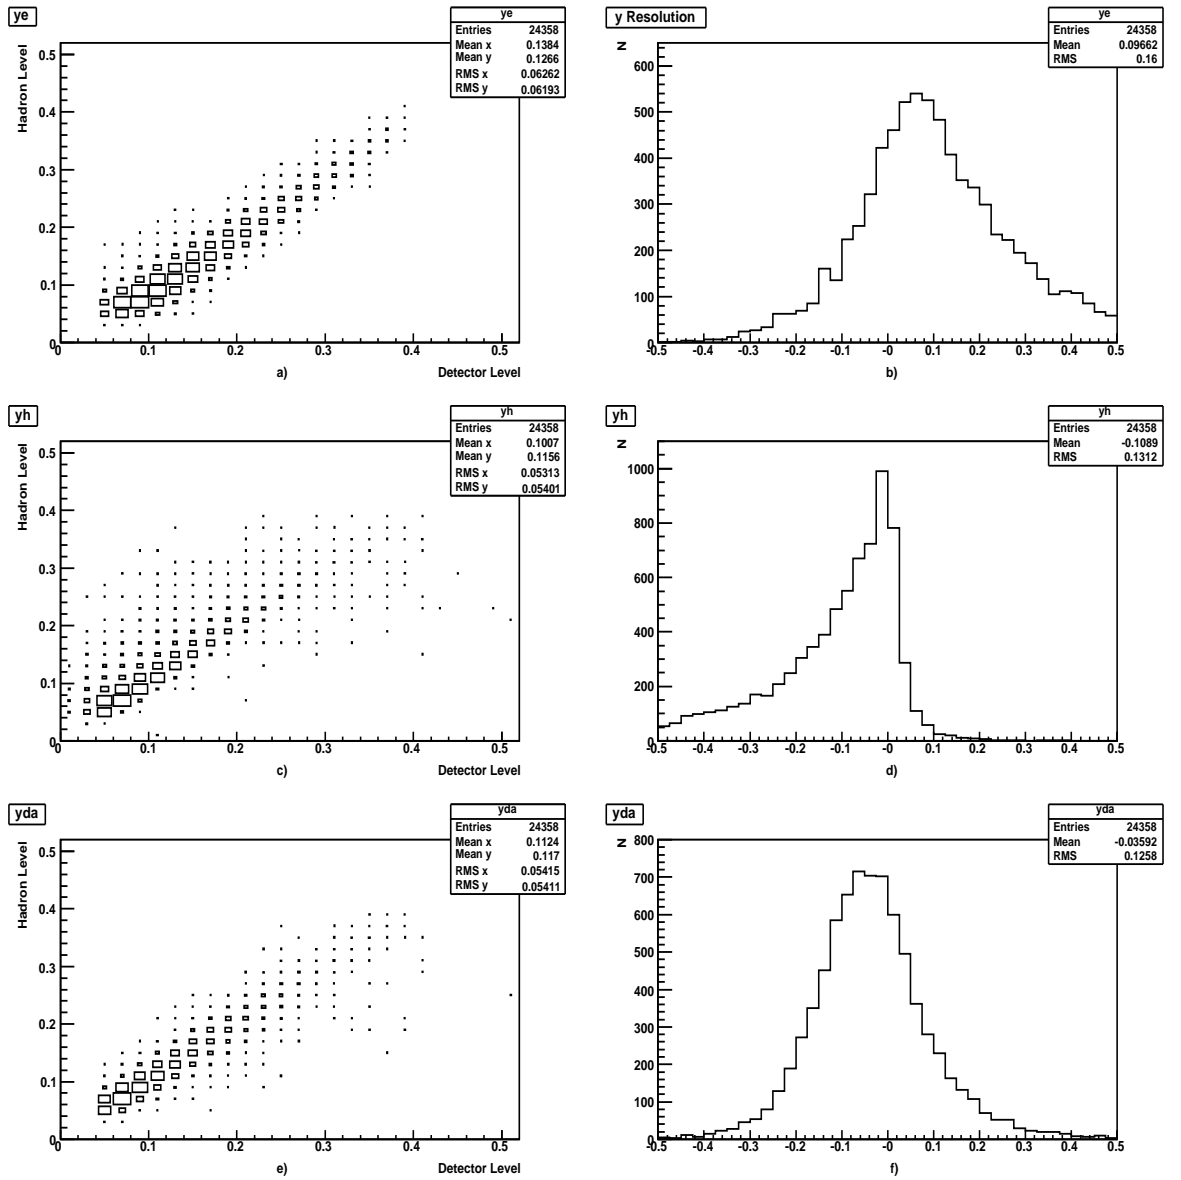 ye
ye
Entries 24358
Mean x 0.1384
Mean y 0.1266
RMS x 0.06262
RMS y 0.06193
Hadron Level
0.5
0.4
0.3
0.2
0.1
0
0 0.1 0.2 0.3 0.4 0.5
a) Detector Level
y Resolution
ye
Entries 24358
Mean 0.09662
RMS 0.16
N
600
500
400
300
200
100
0
-0.5 -0.4 -0.3 -0.2 -0.1 -0 0.1 0.2 0.3 0.4 0.5
b)
yh
yh
Entries 24358
Mean x 0.1007
Mean y 0.1156
RMS x 0.05313
RMS y 0.05401
Hadron Level
0.5
0.4
0.3
0.2
0.1
0
0 0.1 0.2 0.3 0.4 0.5
c) Detector Level
yh
yh
Entries 24358
Mean -0.1089
RMS 0.1312
N
1000
800
600
400
200
0
-0.5 -0.4 -0.3 -0.2 -0.1 -0 0.1 0.2 0.3 0.4 0.5
d)
yda
yda
Entries 24358
Mean x 0.1124
Mean y 0.117
RMS x 0.05415
RMS y 0.05411
Hadron Level
0.5
0.4
0.3
0.2
0.1
0
0 0.1 0.2 0.3 0.4 0.5
e) Detector Level
yda
yda
Entries 24358
Mean -0.03592
RMS 0.1258
N
800
700
600
500
400
300
200
100
0
-0.5 -0.4 -0.3 -0.2 -0.1 -0 0.1 0.2 0.3 0.4 0.5
f)